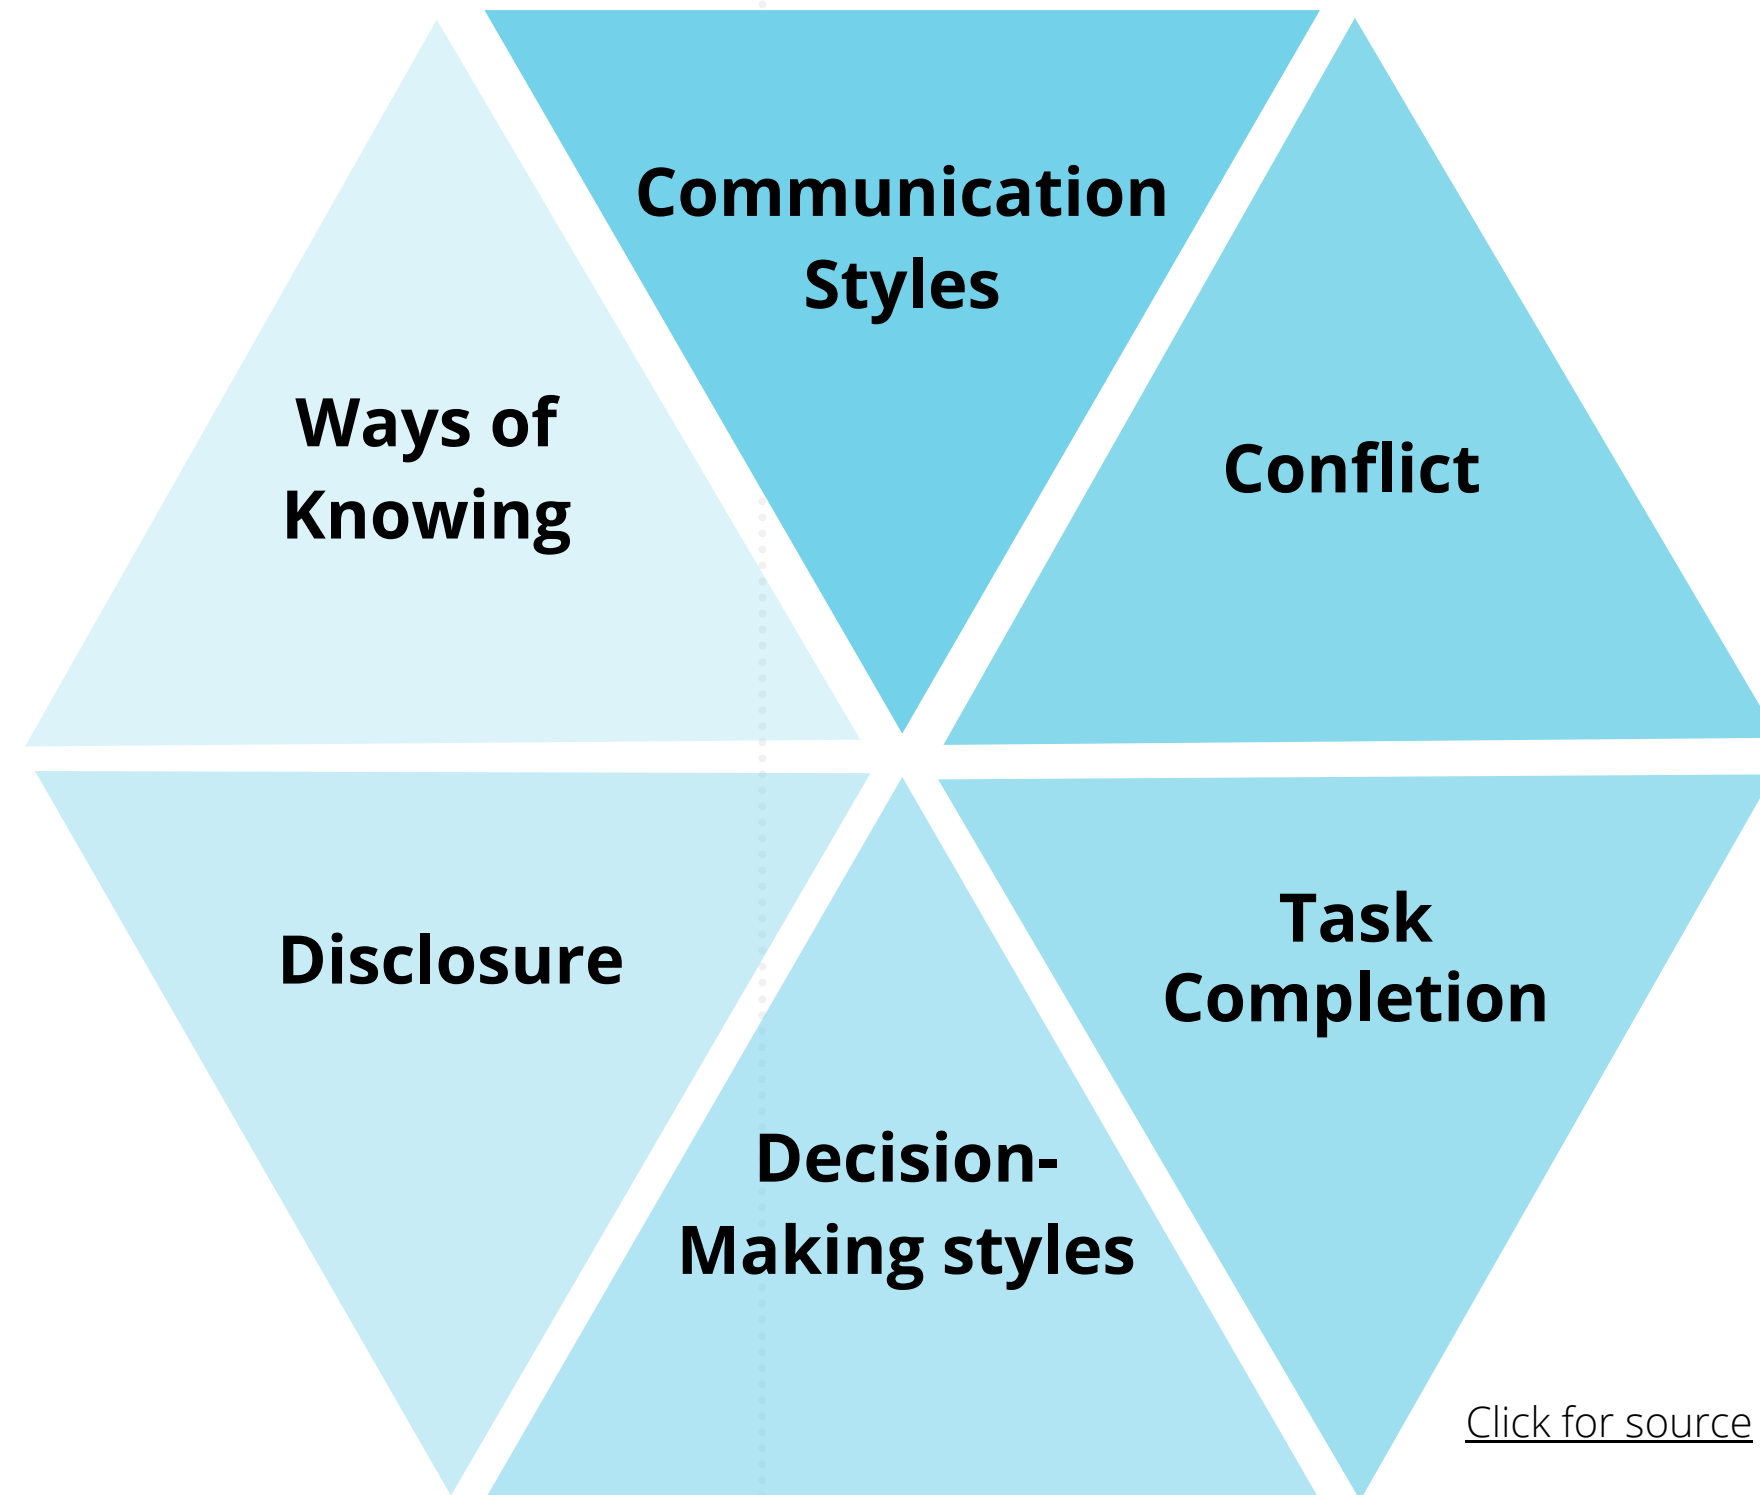 Communication
Styles
Ways of
Knowing
Conflict
Disclosure
Task
Completion
Decision-
Making styles
Click for source